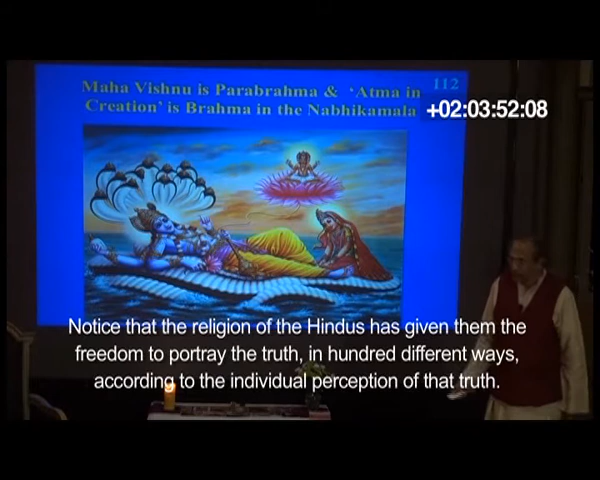 Maha Vishnu is Parabrahma & 'Atma in
Creation' is Brahma in the Nabhikamala
112
+02:03:52:08
Notice that the religion of the Hindus has given them the
freedom to portray the truth, in hundred different ways,
according to the individual perception of that truth.